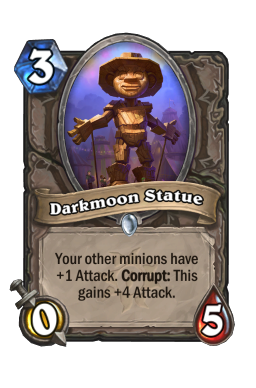 3
Darkmoon Statue
Your other minions have
+1 Attack. Corrupt: This
gains +4 Attack.
0
5